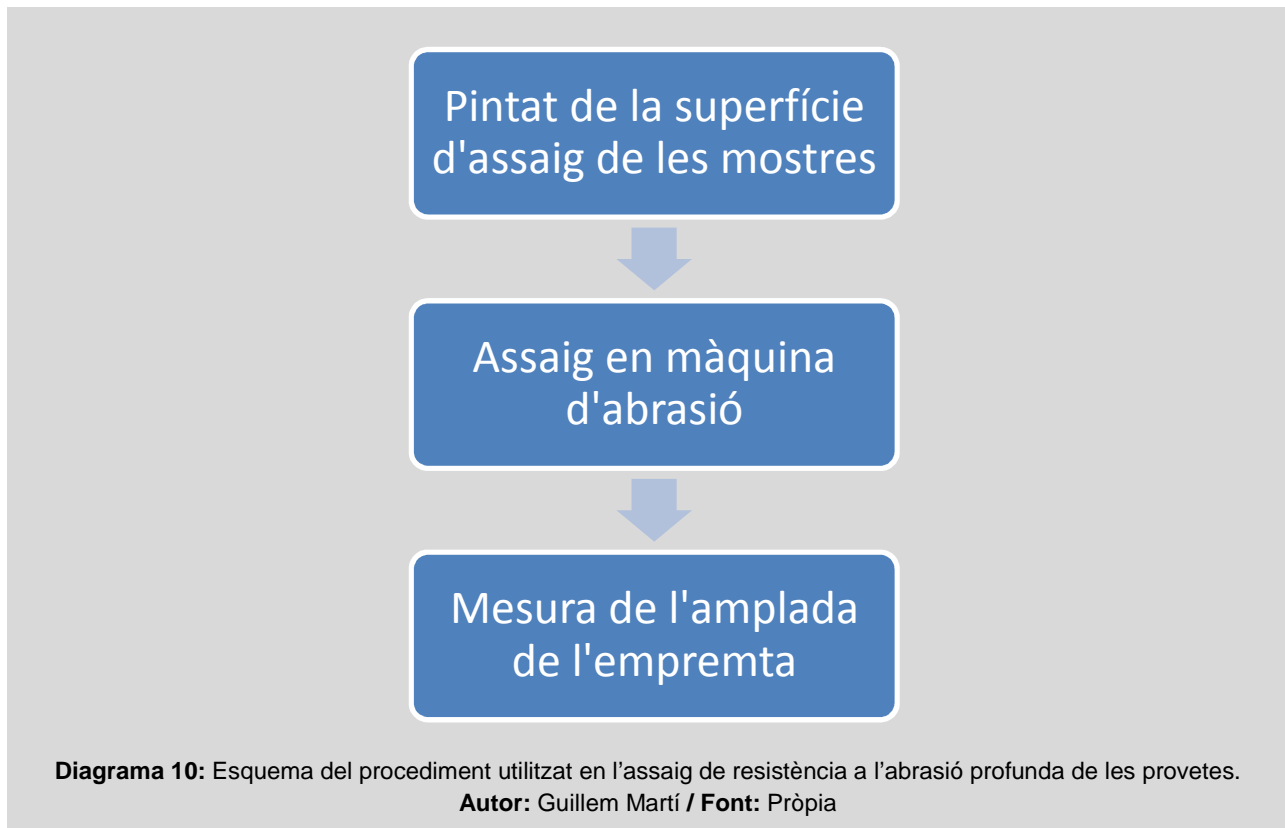 Pintat de la superfície
d'assaig de les mostres
Assaig en màquina
d'abrasió
Mesura de l'amplada
de l'empremta
Diagrama 10: Esquema del procediment utilitzat en l’assaig de resistència a l’abrasió profunda de les provetes.
Autor: Guillem Martí / Font: Pròpia